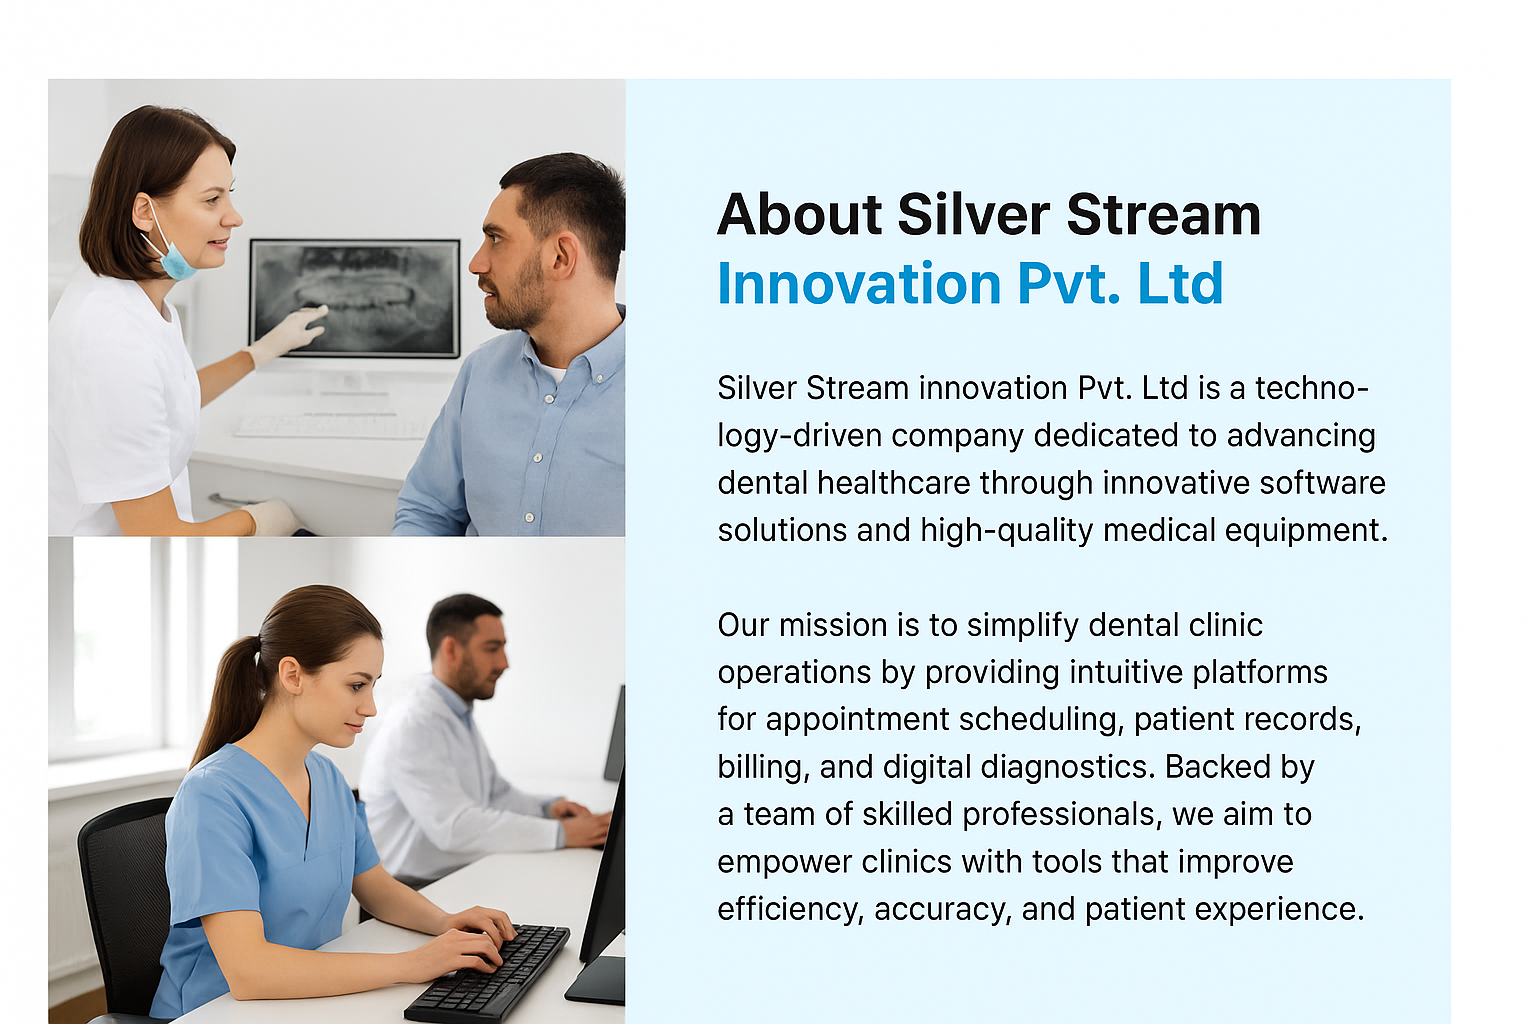 About Silver Stream
Innovation Pvt. Ltd
Silver Stream innovation Pvt. Ltd is a techno-
logy-driven company dedicated to advancing
dental healthcare through innovative software
solutions and high-quality medical equipment.
Our mission is to simplify dental clinic
operations by providing intuitive platforms
for appointment scheduling, patient records,
billing, and digital diagnostics. Backed by
a team of skilled professionals, we aim to
empower clinics with tools that improve
efficiency, accuracy, and patient experience.